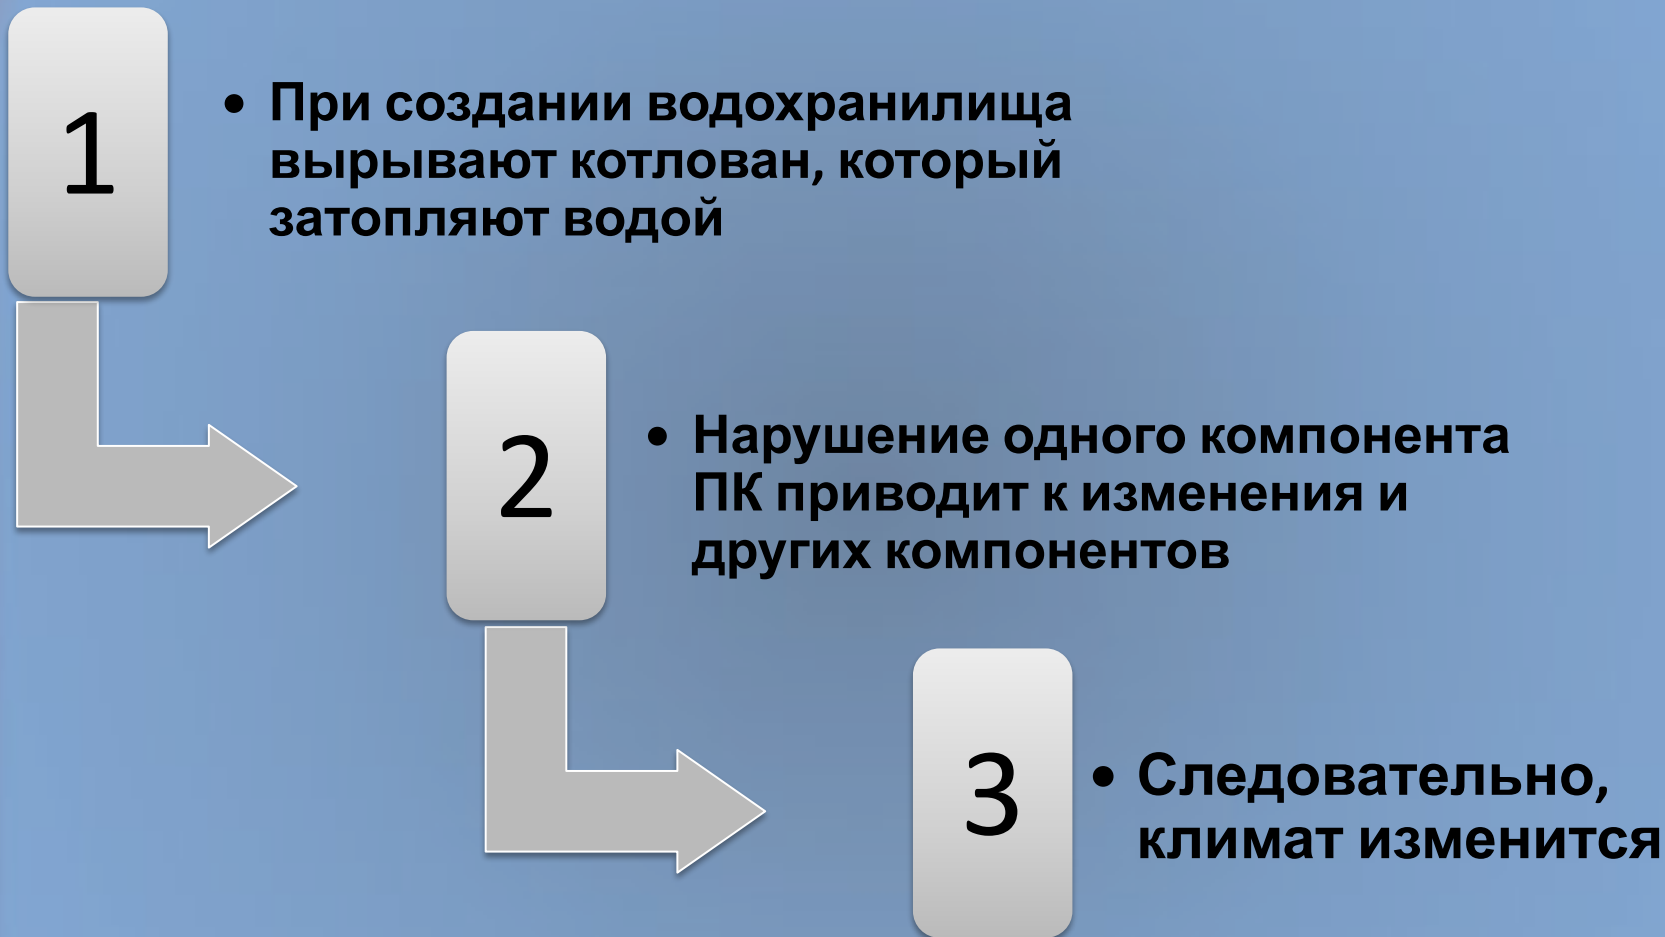 1
• При создании водохранилища
вырывают котлован, который
затопляют водой
2
• Нарушение одного компонента
ПК приводит к изменения и
других компонентов
3
• Следовательно,
климат изменится